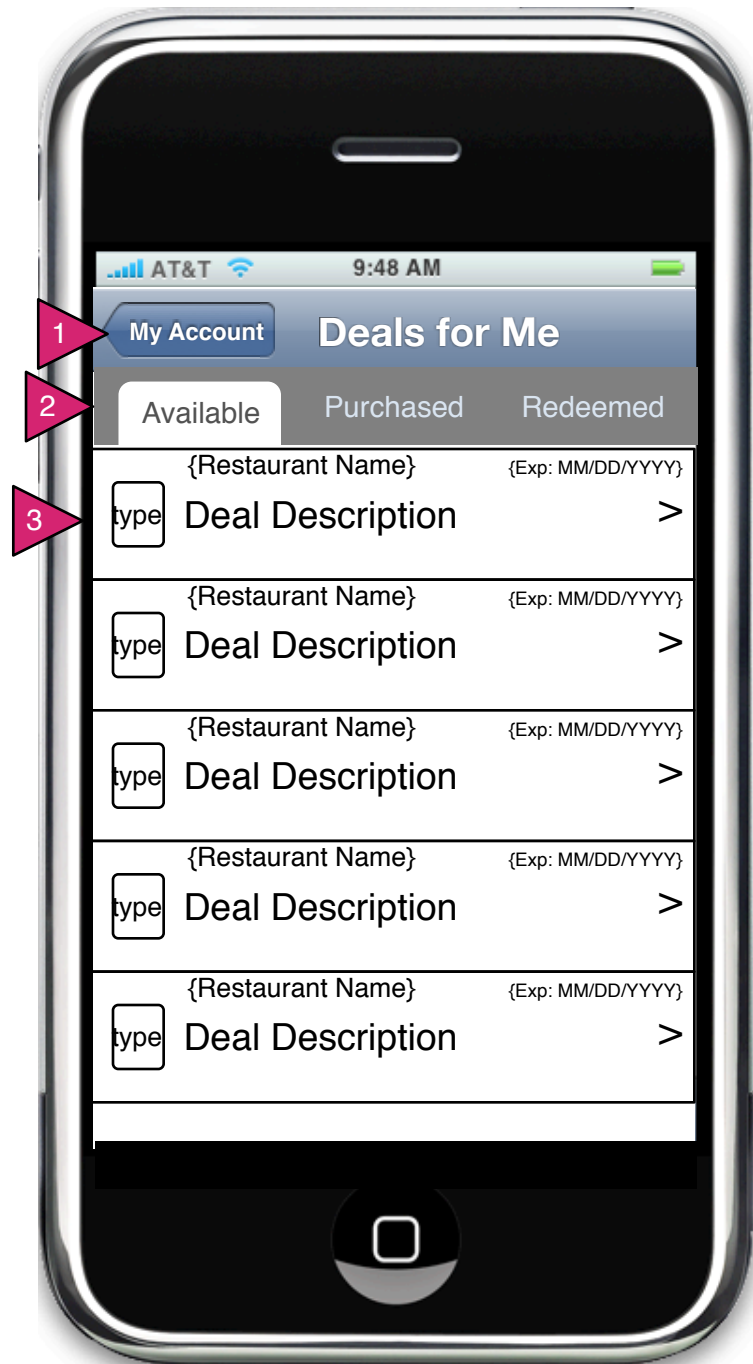 AT&T 9:48 AM
1 My Account Deals for Me
2 Available Purchased Redeemed
{Restaurant Name} {Exp: MM/DD/YYYY}
3 type Deal Description >
{Restaurant Name} {Exp: MM/DD/YYYY}
type Deal Description >
{Restaurant Name} {Exp: MM/DD/YYYY}
type Deal Description >
{Restaurant Name} {Exp: MM/DD/YYYY}
type Deal Description >
{Restaurant Name} {Exp: MM/DD/YYYY}
type Deal Description >